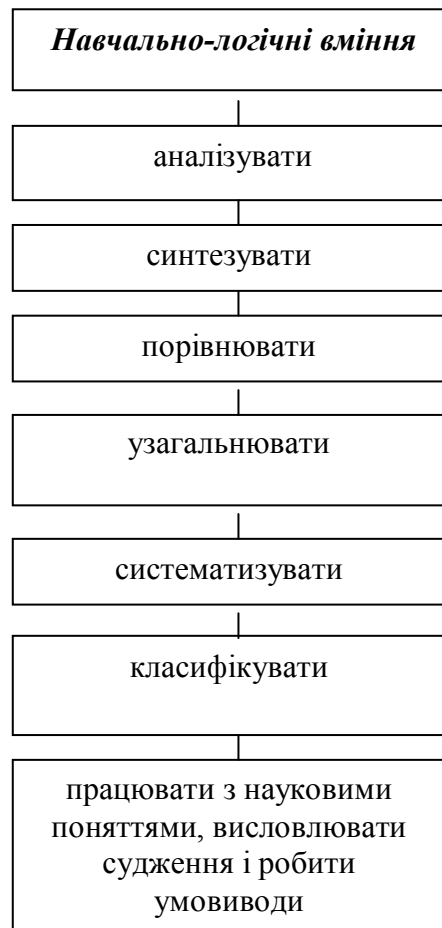 Навчально-логічні вміння
аналізувати
синтезувати
порівнювати
узагальнювати
систематизувати
класифікувати
працювати з науковими
поняттями, висловлювати
судження і робити
умовиводи